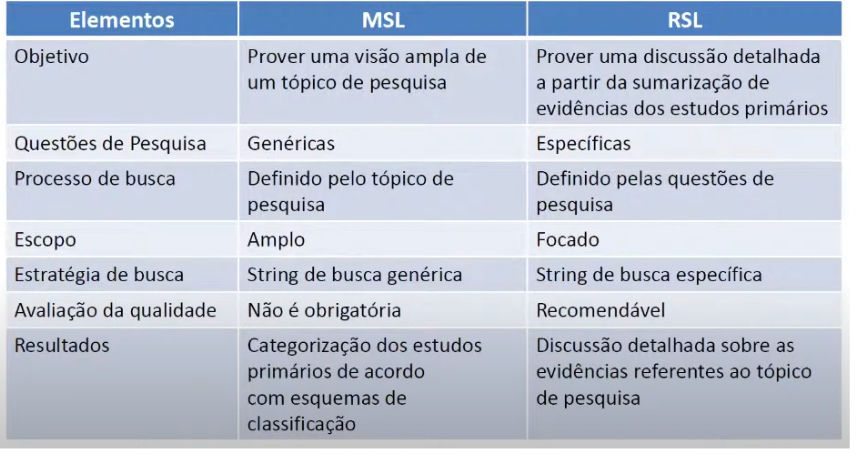 Elementos MSL RSL
Objetivo Prover uma visão ampla de Prover uma discussão detalhada
um tópico de pesquisa a partir da sumarização de
evidências dos estudos primários
Questões de Pesquisa Genéricas Específicas
Processo de busca Definido pelo tópico de Definido pelas questões de
pesquisa pesquisa
Escopo Amplo Focado
Estratégia de busca String de busca genérica String de busca específica
Avaliação da qualidade Não é obrigatória Recomendável
Resultados Categorização dos estudos Discussão detalhada sobre as
primários de acordo evidências referentes ao tópico
com esquemas de de pesquisa
classificação